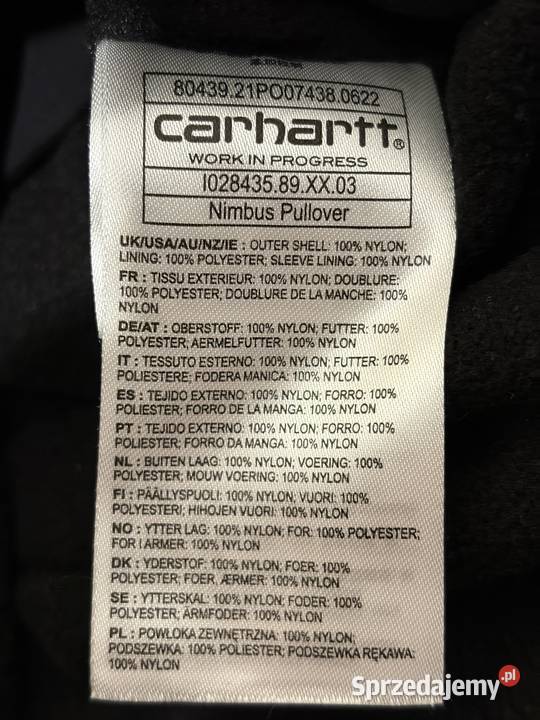 80439.21PO07438.0622
carhartt®
WORK IN PROGRESS
I028435.89.XX.03
Nimbus Pullover
UK/USA/AU/NZ/IE : OUTER SHELL: 100% NYLON;
LINING: 100% POLYESTER; SLEEVE LINING: 100% NYLON
FR : TISSU EXTERIEUR: 100% NYLON; DOUBLURE:
100% POLYESTER; DOUBLURE DE LA MANCHE: 100%
NYLON
DE/AT : OBERSTOFF: 100% NYLON; FUTTER: 100%
POLYESTER; AERMELFUTTER: 100% NYLON
IT : TESSUTO ESTERNO: 100% NYLON; FUTTER: 100%
POLIESTERE; FODERA MANICA: 100% NYLON
ES : TEJIDO EXTERNO: 100% NYLON; FORRO: 100%
POLIESTER; FORRO DE LA MANGA: 100% NYLON
PT : TEJIDO EXTERNO: 100% NYLON; FORRO: 100%
POLIESTER; FORRO DA MANGA: 100% NYLON
NL : BUITEN LAAG: 100% NYLON; VOERING: 100%
POLYESTER; MOUW VOERING: 100% NYLON
FI : PÄÄLLYSPUOLI: 100% NYLON; VUORI: 100%
POLYESTERI; HIHOJEN VUORI: 100% NYLON
NO : YTTER LAG: 100% NYLON; FOR: 100% POLYESTER;
FOR I ARMER: 100% NYLON
DK : YDERSTOF: 100% NYLON; FOER: 100%
POLYESTER; FOER, ÆRMER: 100% NYLON
SE : YTTERSKAL: 100% NYLON; FODER: 100%
POLYESTER; ÄRMFODER: 100% NYLON
PL : POWŁOKA ZEWNĘTRZNA: 100% NYLON;
PODSZEWKA: 100% POLIESTER; PODSZEWKA RĘKAWA:
100% NYLON
Sprzedajemy.pl